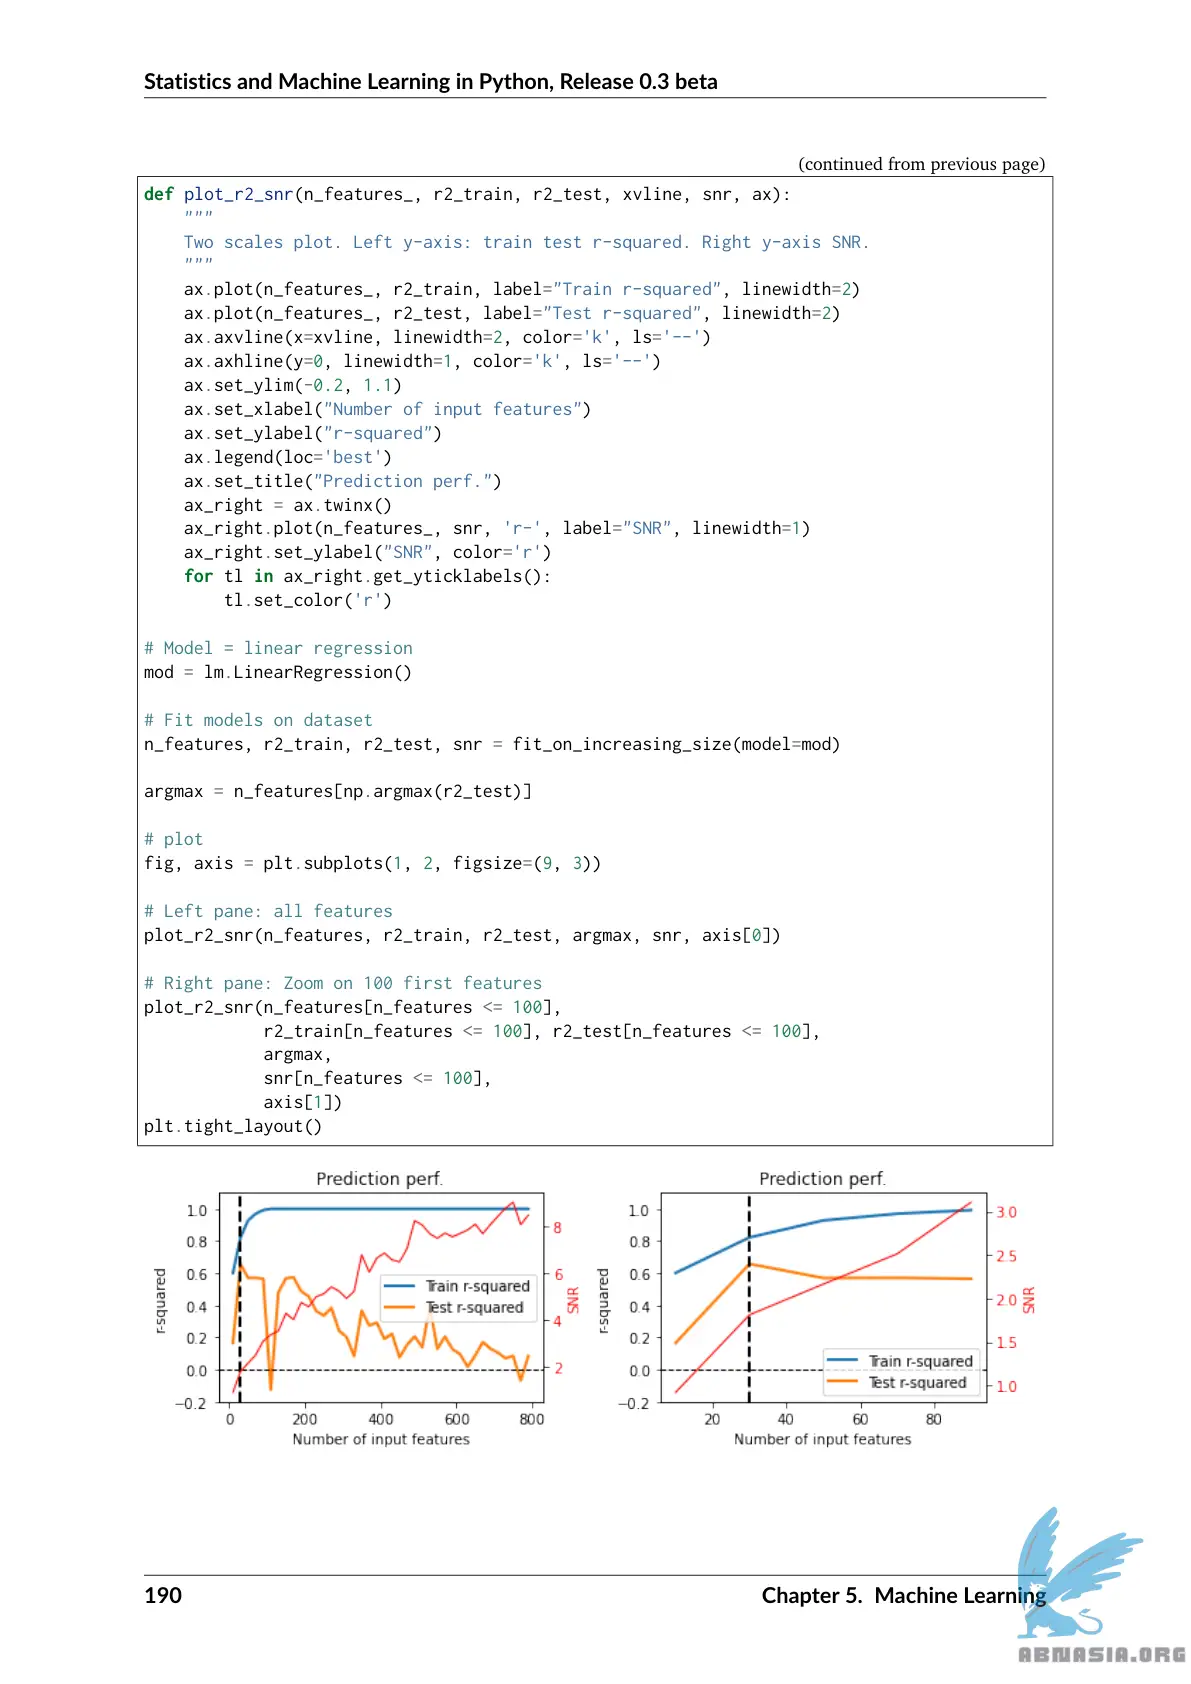 Statistics and Machine Learning in Python, Release 0.3 beta
(continued from previous page)
def plot_r2_snr(n_features_, r2_train, r2_test, xvline, snr, ax):
    """
    Two scales plot. Left y-axis: train test r-squared. Right y-axis SNR.
    """
    ax.plot(n_features_, r2_train, label="Train r-squared", linewidth=2)
    ax.plot(n_features_, r2_test, label="Test r-squared", linewidth=2)
    ax.axvline(x=xvline, linewidth=2, color='k', ls='--')
    ax.axhline(y=0, linewidth=1, color='k', ls='--')
    ax.set_ylim(-0.2, 1.1)
    ax.set_xlabel("Number of input features")
    ax.set_ylabel("r-squared")
    ax.legend(loc='best')
    ax.set_title("Prediction perf.")
    ax_right = ax.twinx()
    ax_right.plot(n_features_, snr, 'r-', label="SNR", linewidth=1)
    ax_right.set_ylabel("SNR", color='r')
    for tl in ax_right.get_yticklabels():
        tl.set_color('r')
# Model = linear regression
mod = lm.LinearRegression()
# Fit models on dataset
n_features, r2_train, r2_test, snr = fit_on_increasing_size(model=mod)
argmax = n_features[np.argmax(r2_test)]
# plot
fig, axis = plt.subplots(1, 2, figsize=(9, 3))
# Left pane: all features
plot_r2_snr(n_features, r2_train, r2_test, argmax, snr, axis[0])
# Right pane: Zoom on 100 first features
plot_r2_snr(n_features[n_features <= 100],
            r2_train[n_features <= 100], r2_test[n_features <= 100],
            argmax,
            snr[n_features <= 100],
            axis[1])
plt.tight_layout()
Prediction perf.
1.0
0.8
0.6
0.4
0.2
0.0
−0.2
r-squared
8
6
4
2
SNR
Train r-squared
Test r-squared
0 200 400 600 800
Number of input features
Prediction perf.
1.0
0.8
0.6
0.4
0.2
0.0
−0.2
r-squared
3.0
2.5
2.0
1.5
1.0
SNR
Train r-squared
Test r-squared
20 40 60 80
Number of input features
190 Chapter 5. Machine Learning
ABNASIA.ORG